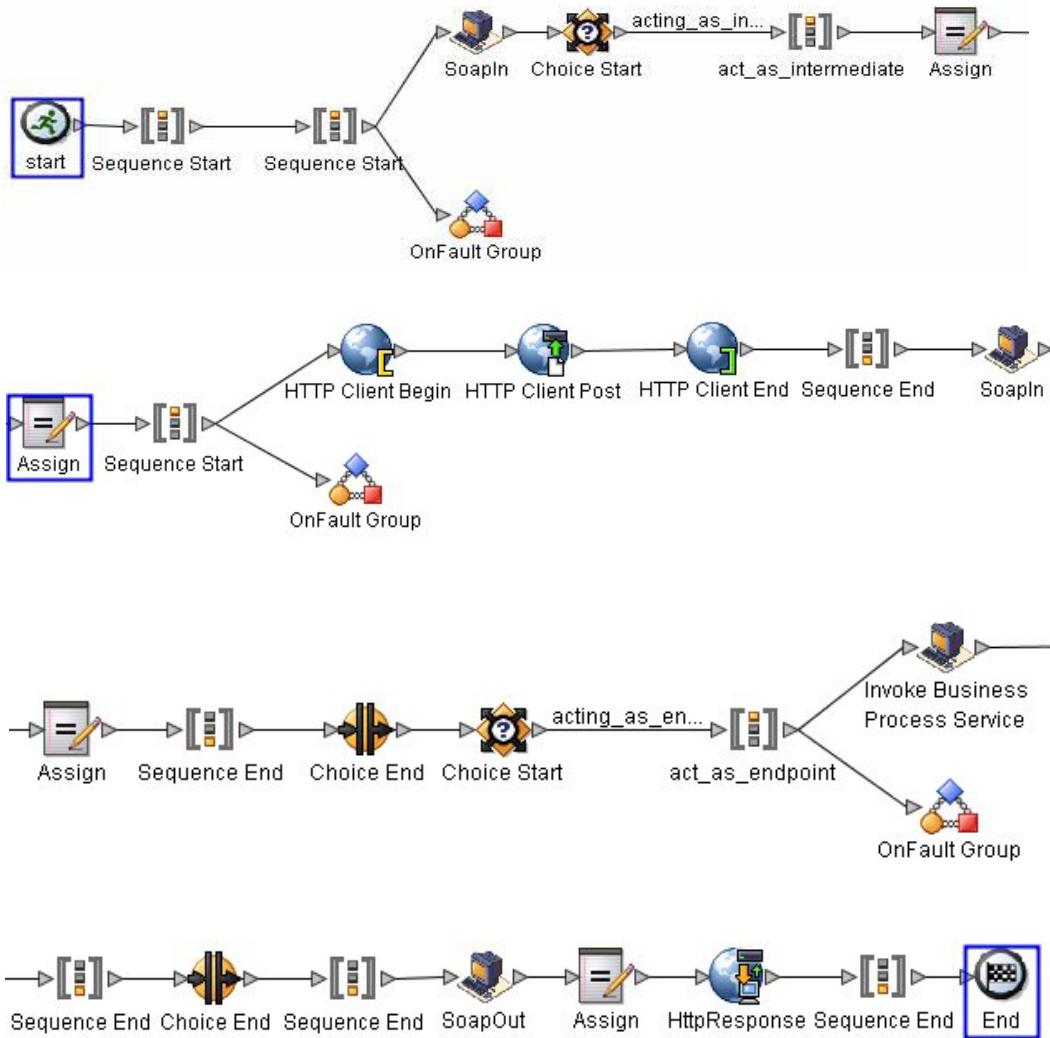 acting_as_in...
SoapIn
Choice Start
act_as_intermediate
Assign
start
Sequence Start
Sequence Start
OnFault Group
HTTP Client Begin
HTTP Client Post
HTTP Client End
Sequence End
SoapIn
Assign
Sequence Start
OnFault Group
Invoke Business
Process Service
acting_as_en...
Assign
Sequence End
Choice End
Choice Start
act_as_endpoint
OnFault Group
Sequence End
Choice End
Sequence End
SoapOut
Assign
HttpResponse
Sequence End
End